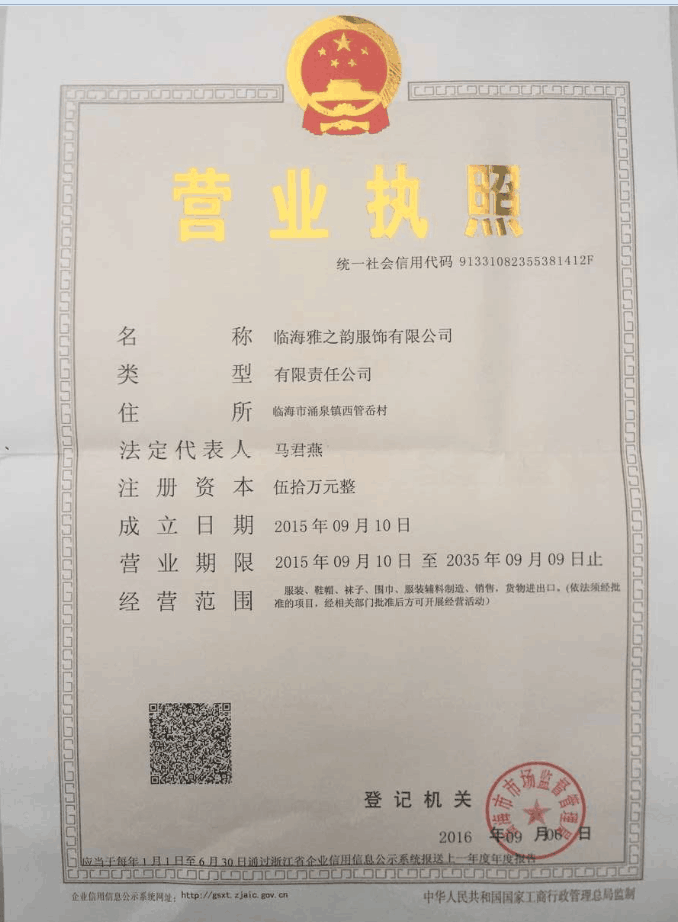 营业执照
统一社会信用代码 91331082355381412F
名称 临海雅之韵服饰有限公司
类型 有限责任公司
住所 临海市涌泉镇西管岙村
法定代表人 马君燕
注册资本 伍拾万元整
成立日期 2015年09月10日
营业期限 2015年09月10日 至 2035年09月09日止
经营范围 服装、鞋帽、袜子、围巾、服装辅料制造、销售，货物进出口。(依法须经批
准的项目，经相关部门批准后方可开展经营活动）
登记机关
临海市市场监督管理局
2016 年09 月06 日
应当于每年1月1日至6月30日通过浙江省企业信用信息公示系统报送上一年度年度报告
企业信用信息公示系统网址：http://gsxt.zjaic.gov.cn
中华人民共和国国家工商行政管理总局监制